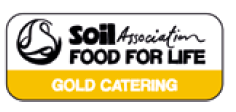 Soil Association
FOOD FOR LIFE
GOLD CATERING